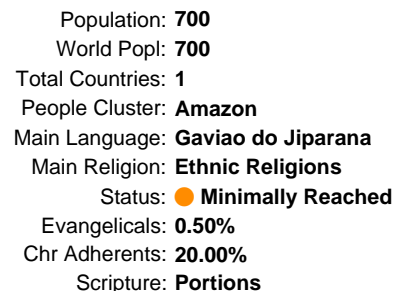 Population: 700
World Popl: 700
Total Countries: 1
People Cluster: Amazon
Main Language: Gaviao do Jiparana
Main Religion: Ethnic Religions
Status: Minimally Reached
Evangelicals: 0.50%
Chr Adherents: 20.00%
Scripture: Portions